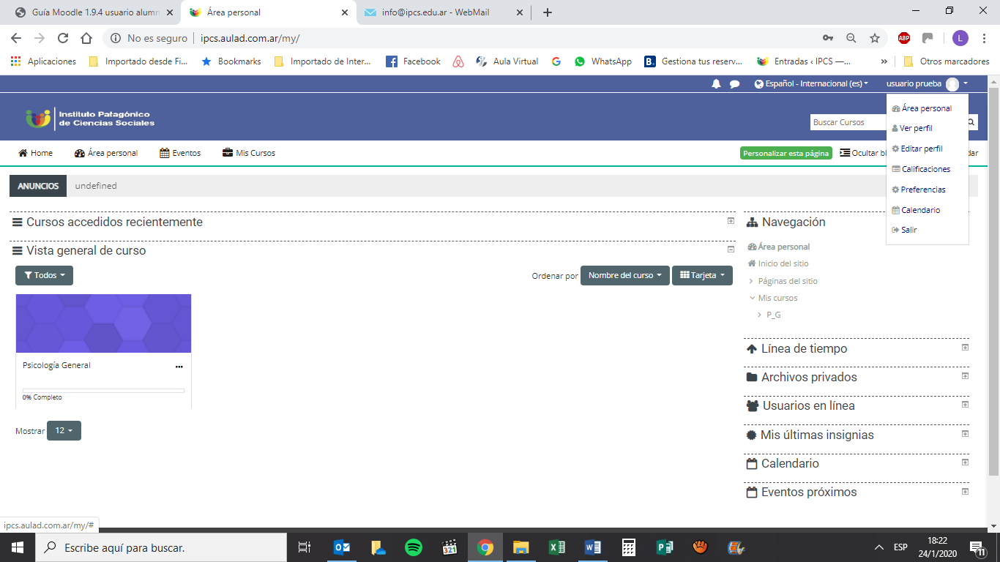 Guía Moodle 1.9.4 usuario alumn
Área personal
info@ipcs.edu.ar - WebMail
No es seguro
ipcs.aulad.com.ar/my/
ABP
L
Aplicaciones
Importado desde Fi...
Bookmarks
Importado de Inter...
Facebook
Aula Virtual
WhatsApp
Gestiona tus reserv...
Entradas ‹ IPCS —...
»
Otros marcadores
Español - Internacional (es)
usuario prueba
Instituto Patagónico
de Ciencias Sociales
Buscar Cursos
Área personal
Ver perfil
Editar perfil
Calificaciones
Preferencias
Calendario
Salir
Home
Área personal
Eventos
Mis Cursos
Personalizar esta página
Ocultar bl
dar
ANUNCIOS
undefined
Cursos accedidos recientemente
Vista general de curso
Todos
Ordenar por
Nombre del curso
Tarjeta
Psicología General
...
0% Completo
Mostrar
12
Navegación
Área personal
Inicio del sitio
Páginas del sitio
Mis cursos
P_G
Línea de tiempo
Archivos privados
Usuarios en línea
Mis últimas insignias
Calendario
Eventos próximos
ipcs.aulad.com.ar/my/#
Escribe aquí para buscar.
321
ESP
18:22
24/1/2020
11